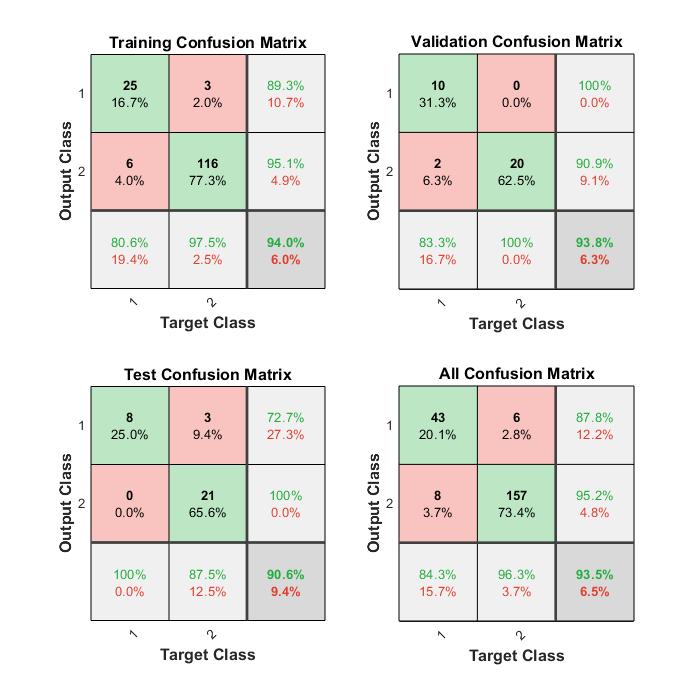 Training Confusion Matrix
25 3 89.3%
1
16.7% 2.0% 10.7%
6 116 95.1%
2
4.0% 77.3% 4.9%
80.6% 97.5% 94.0%
19.4% 2.5% 6.0%
1 2
Target Class
Output Class
Validation Confusion Matrix
10 0 100%
1
31.3% 0.0% 0.0%
2 20 90.9%
2
6.3% 62.5% 9.1%
83.3% 100% 93.8%
16.7% 0.0% 6.3%
1 2
Target Class
Output Class
Test Confusion Matrix
8 3 72.7%
1
25.0% 9.4% 27.3%
0 21 100%
2
0.0% 65.6% 0.0%
100% 87.5% 90.6%
0.0% 12.5% 9.4%
1 2
Target Class
Output Class
All Confusion Matrix
43 6 87.8%
1
20.1% 2.8% 12.2%
8 157 95.2%
2
3.7% 73.4% 4.8%
84.3% 96.3% 93.5%
15.7% 3.7% 6.5%
1 2
Target Class
Output Class